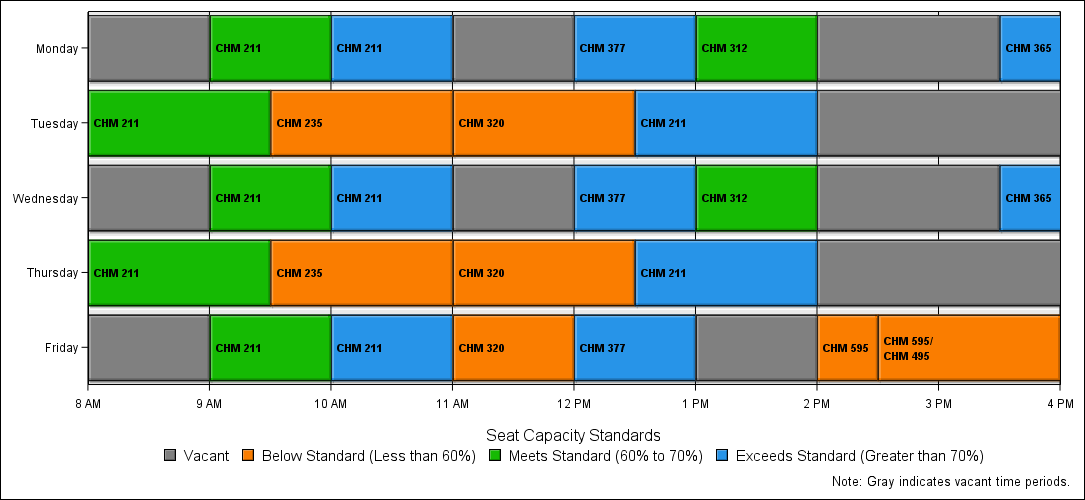 Monday
CHM 211
CHM 211
CHM 377
CHM 312
CHM 365
Tuesday
CHM 211
CHM 235
CHM 320
CHM 211
Wednesday
CHM 211
CHM 211
CHM 377
CHM 312
CHM 365
Thursday
CHM 211
CHM 235
CHM 320
CHM 211
Friday
CHM 211
CHM 211
CHM 320
CHM 377
CHM 595
CHM 595/
CHM 495
8 AM 9 AM 10 AM 11 AM 12 PM 1 PM 2 PM 3 PM 4 PM
Seat Capacity Standards
Vacant Below Standard (Less than 60%) Meets Standard (60% to 70%) Exceeds Standard (Greater than 70%)
Note: Gray indicates vacant time periods.